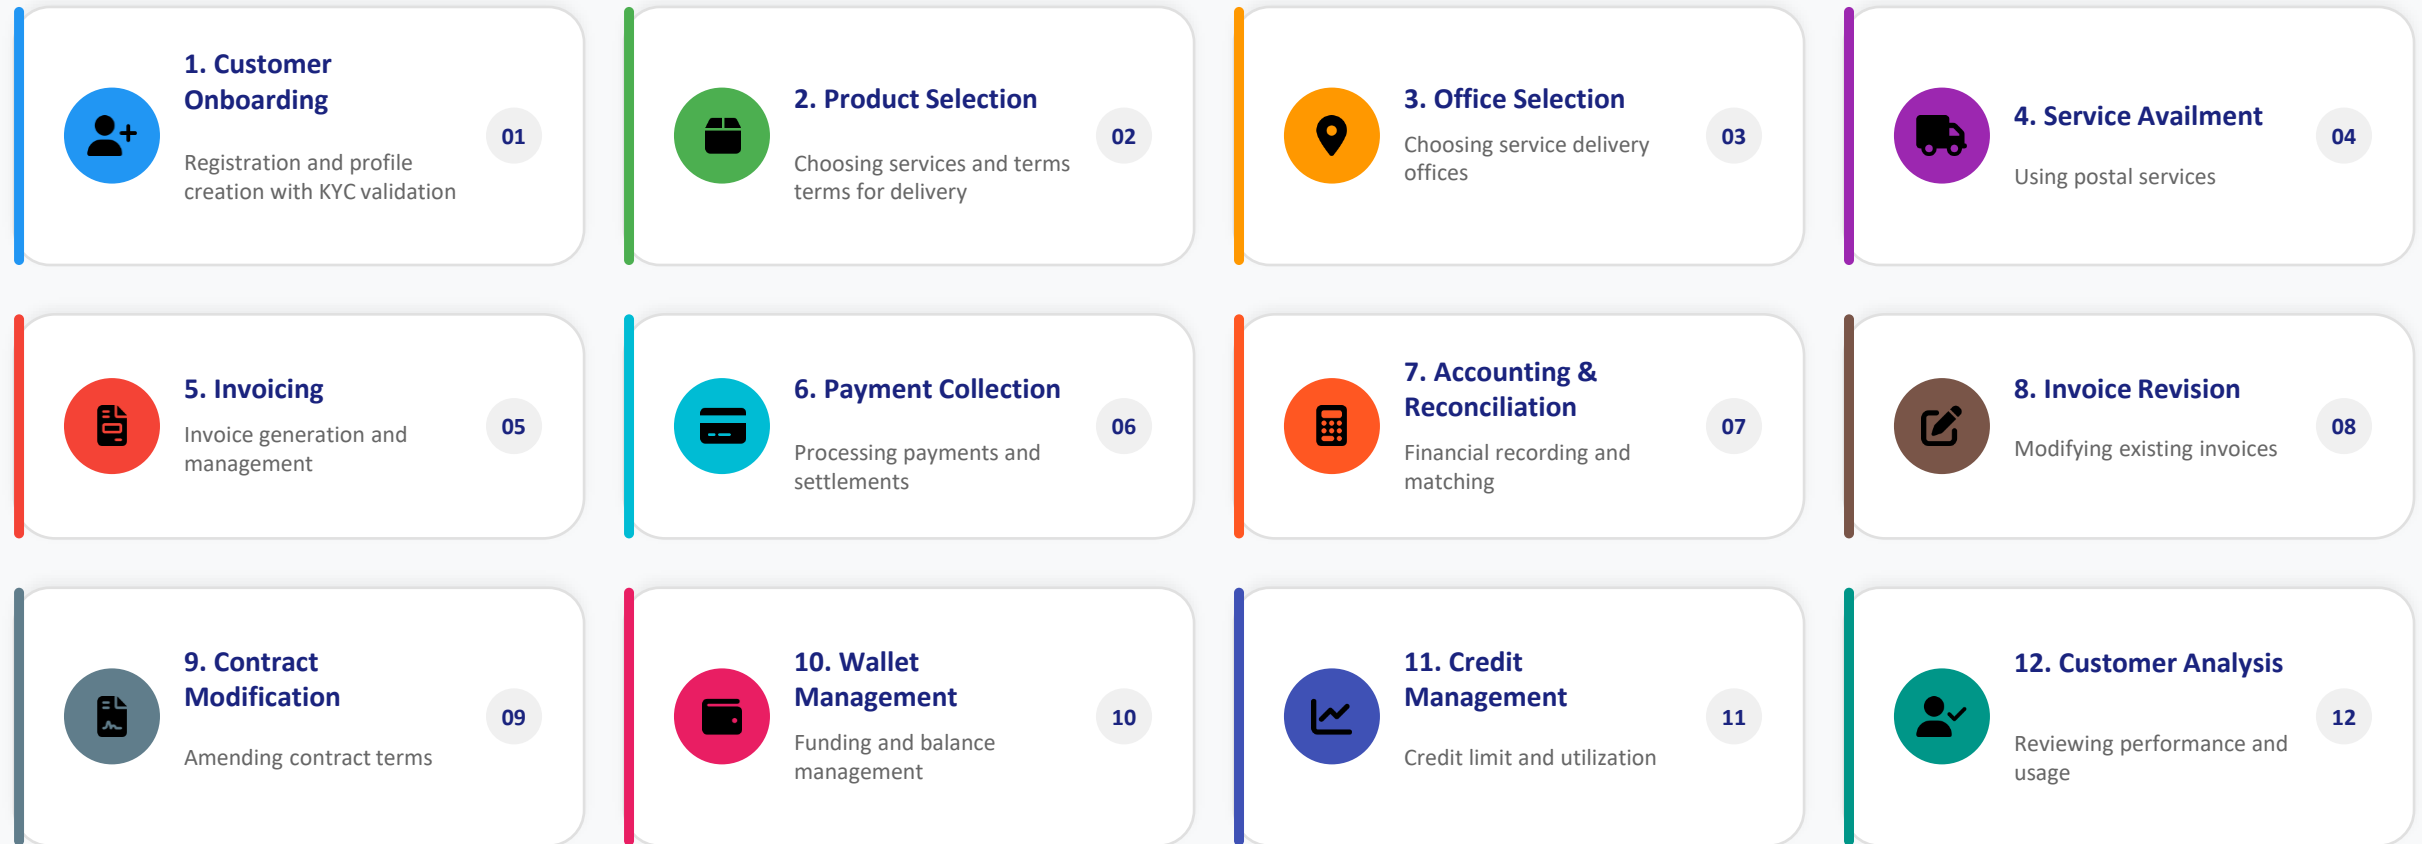 1. Customer
Onboarding
Registration and profile
creation with KYC validation
01
2. Product Selection
Choosing services and terms
terms for delivery
02
3. Office Selection
Choosing service delivery
offices
03
4. Service Availment
Using postal services
04
5. Invoicing
Invoice generation and
management
05
6. Payment Collection
Processing payments and
settlements
06
7. Accounting &
Reconciliation
Financial recording and
matching
07
8. Invoice Revision
Modifying existing invoices
08
9. Contract
Modification
Amending contract terms
09
10. Wallet
Management
Funding and balance
management
10
11. Credit
Management
Credit limit and utilization
11
12. Customer Analysis
Reviewing performance and
usage
12